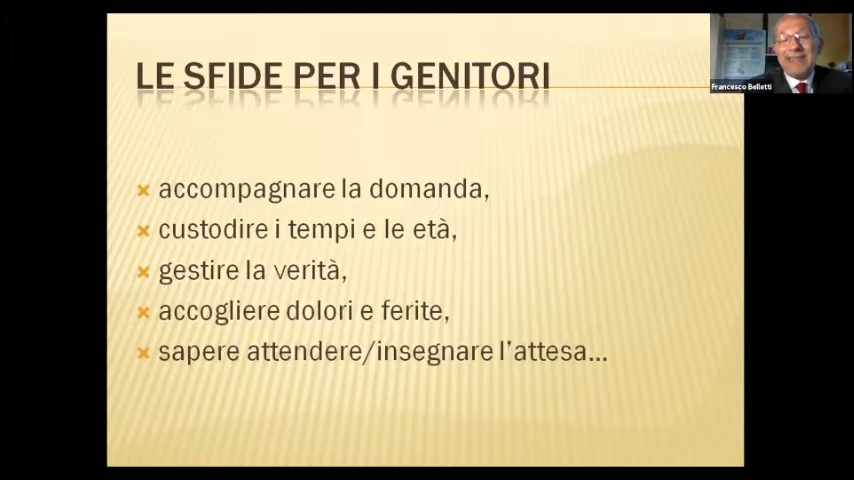 LE SFIDE PER I GENITORI
Francesco Belletti
accompagnare la domanda,
custodire i tempi e le età,
gestire la verità,
accogliere dolori e ferite,
sapere attendere/insegnare l'attesa...